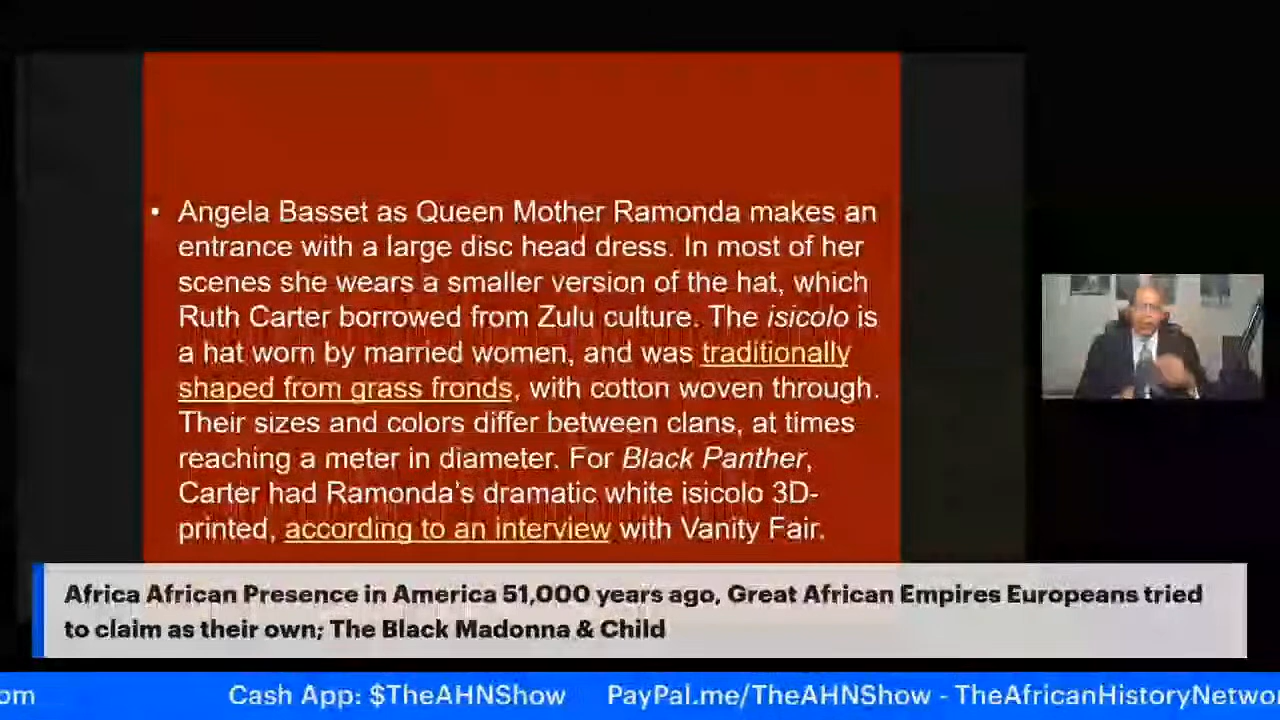 • Angela Basset as Queen Mother Ramonda makes an
entrance with a large disc head dress. In most of her
scenes she wears a smaller version of the hat, which
Ruth Carter borrowed from Zulu culture. The isicolo is
a hat worn by married women, and was traditionally
shaped from grass fronds, with cotton woven through.
Their sizes and colors differ between clans, at times
reaching a meter in diameter. For Black Panther,
Carter had Ramonda's dramatic white isicolo 3D-
printed, according to an interview with Vanity Fair.
Africa African Presence in America 51,000 years ago, Great African Empires Europeans tried
to claim as their own; The Black Madonna & Child
om Cash App: $TheAHNShow PayPal.me/TheAHNShow - TheAfricanHistoryNetwor